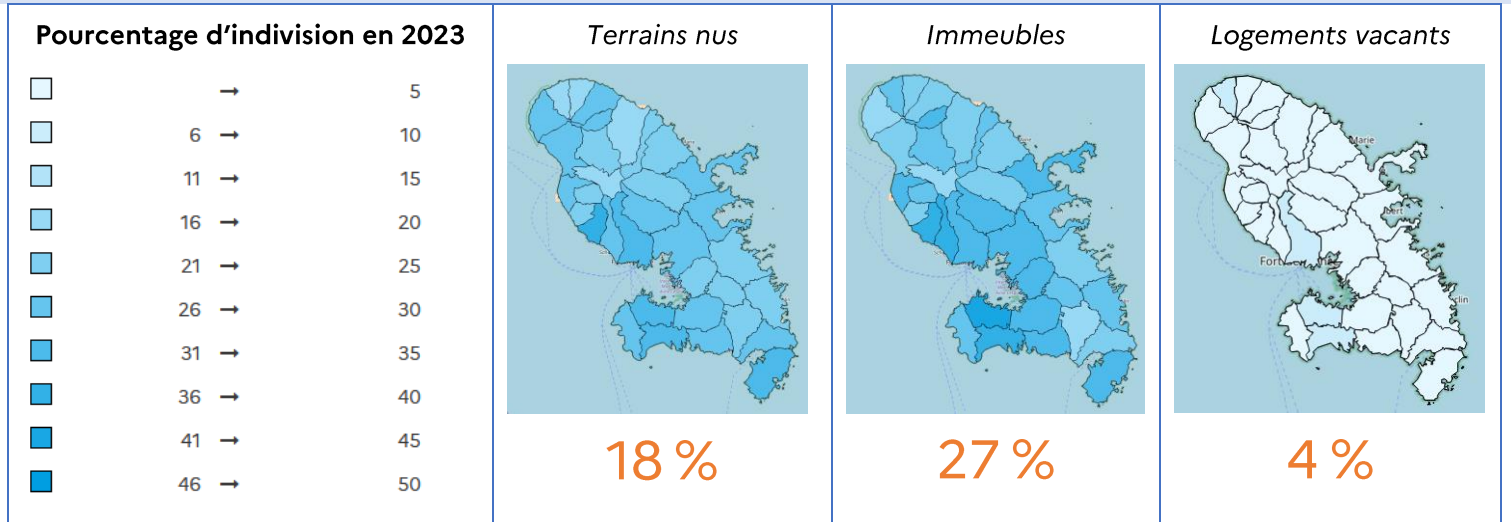 Pourcentage d’indivision en 2023
→ 5
6 → 10
11 → 15
16 → 20
21 → 25
26 → 30
31 → 35
36 → 40
41 → 45
46 → 50
Terrains nus
18 %
Immeubles
27 %
Logements vacants
Marie
4 %